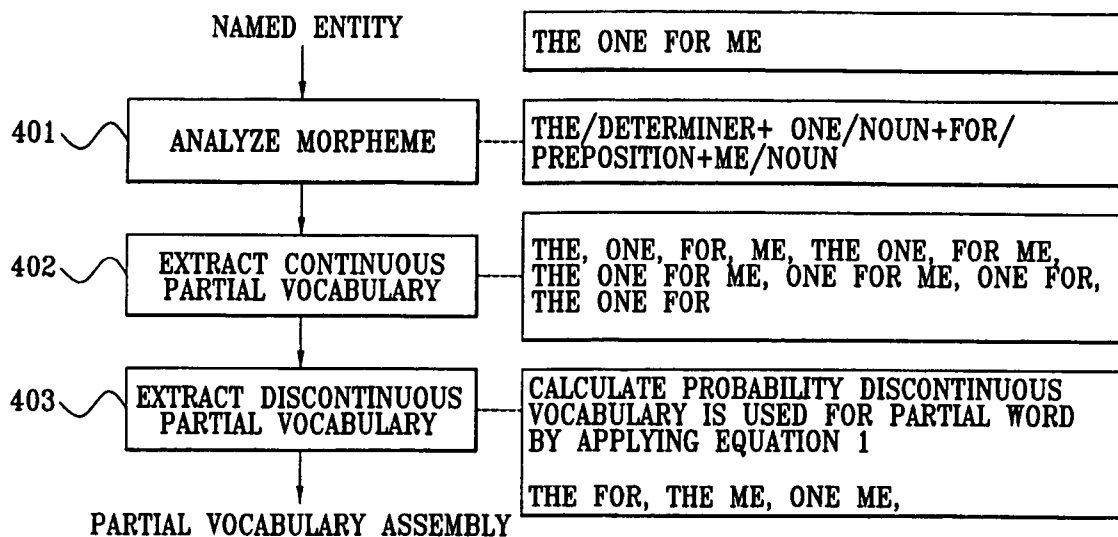 NAMED ENTITY
THE ONE FOR ME
401
ANALYZE MORPHEME
THE/DETERMINER+ ONE/NOUN+FOR/
PREPOSITION+ME/NOUN
402
EXTRACT CONTINUOUS
PARTIAL VOCABULARY
THE, ONE, FOR, ME, THE ONE, FOR ME,
THE ONE FOR ME, ONE FOR ME, ONE FOR,
THE ONE FOR
403
EXTRACT DISCONTINUOUS
PARTIAL VOCABULARY
CALCULATE PROBABILITY DISCONTINUOUS
VOCABULARY IS USED FOR PARTIAL WORD
BY APPLYING EQUATION 1
THE FOR, THE ME, ONE ME,
PARTIAL VOCABULARY ASSEMBLY